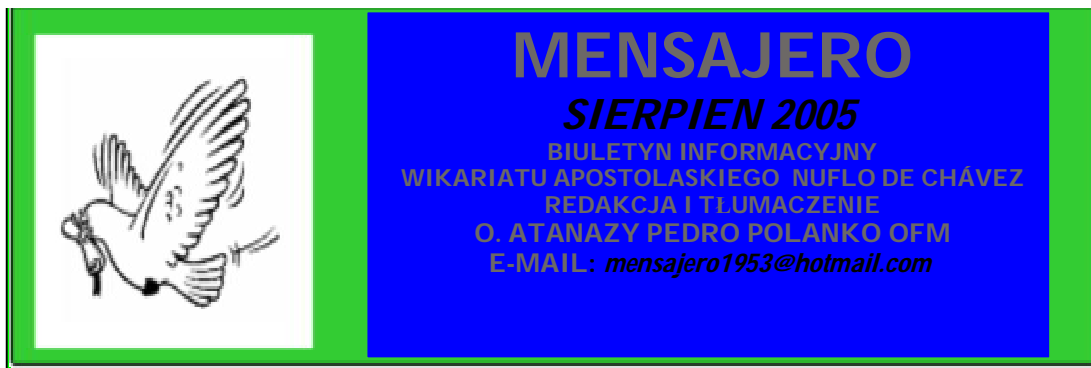 MENSAJERO
SIERPIEN 2005
BIULETYN INFORMACYJNY
WIKARIATU APOSTOLASKIEGO NUFLO DE CHÁVEZ
REDAKCJA I TŁUMACZENIE
O. ATANAZY PEDRO POLANKO OFM
E-MAIL: mensajero1953@hotmail.com